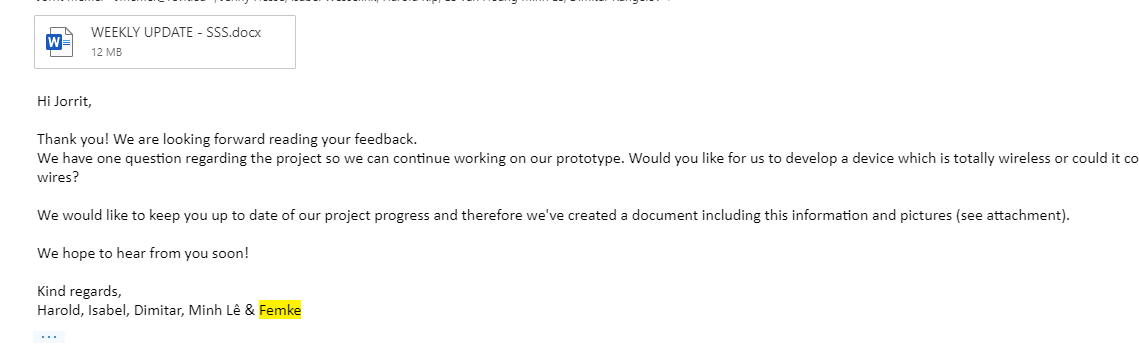 WEEKLY UPDATE - SSS.docx
12 MB
Hi Jorrit,
Thank you! We are looking forward reading your feedback.
We have one question regarding the project so we can continue working on our prototype. Would you like for us to develop a device which is totally wireless or could it co
wires?
We would like to keep you up to date of our project progress and therefore we've created a document including this information and pictures (see attachment).
We hope to hear from you soon!
Kind regards,
Harold, Isabel, Dimitar, Minh Lê & Femke